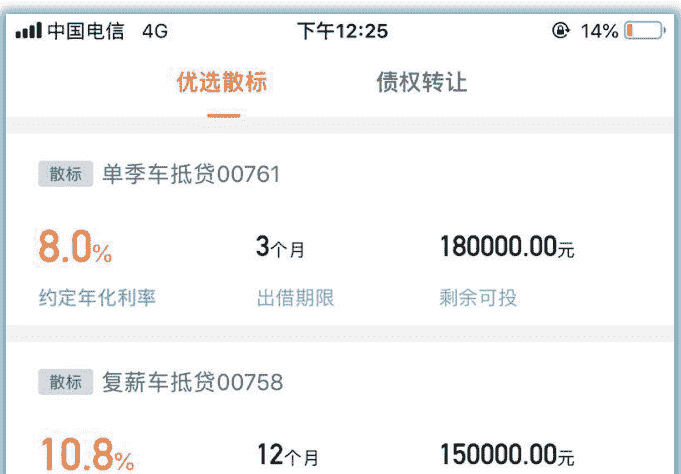 中国电信 4G 下午12:25 14%
优选散标 债权转让
散标 单季车抵贷00761
8.0% 3个月 180000.00元
约定年化利率 出借期限 剩余可投
散标 复薪车抵贷00758
10.8% 12个月 150000.00元